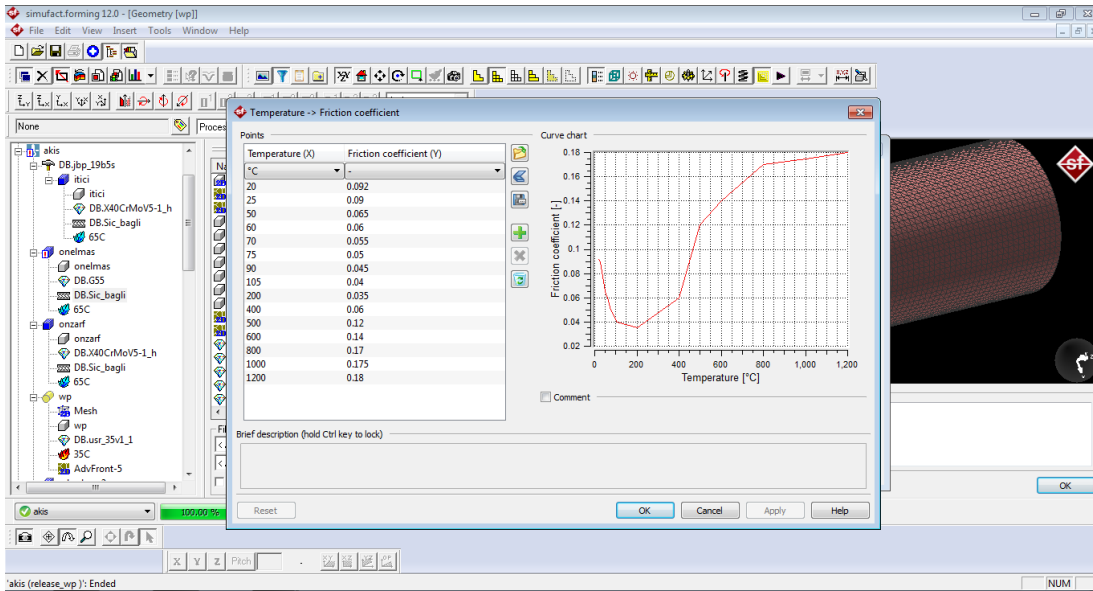 simufact.forming 12.0 - [Geometry [wp]]
File Edit View Insert Tools Window Help
None
Proces
akis
DB.jbp_19b5s
itici
itici
DB.X40CrMoV5-1_h
DB.Sic_bagli
65C
onelmas
onelmas
DB.G55
DB.Sic_bagli
65C
onzarf
onzarf
DB.X40CrMoV5-1_h
DB.Sic_bagli
65C
wp
Mesh
wp
DB.usr_35v1_1
35C
AdvFront-5
Na
Fil
akis
100.00 %
Temperature -> Friction coefficient
Points
Temperature (X) Friction coefficient (Y)
°C -
20 0.092
25 0.09
50 0.065
60 0.06
70 0.055
75 0.05
90 0.045
105 0.04
200 0.035
400 0.06
500 0.12
600 0.14
800 0.17
1000 0.175
1200 0.18
Curve chart
Friction coefficient [-]
0.18
0.16
0.14
0.12
0.1
0.08
0.06
0.04
0.02
0 200 400 600 800 1,000 1,200
Temperature [°C]
Comment
Brief description (hold Ctrl key to lock)
Reset OK Cancel Apply Help
sf
OK
X Y Z Pitch
'akis (release_wp )': Ended
NUM